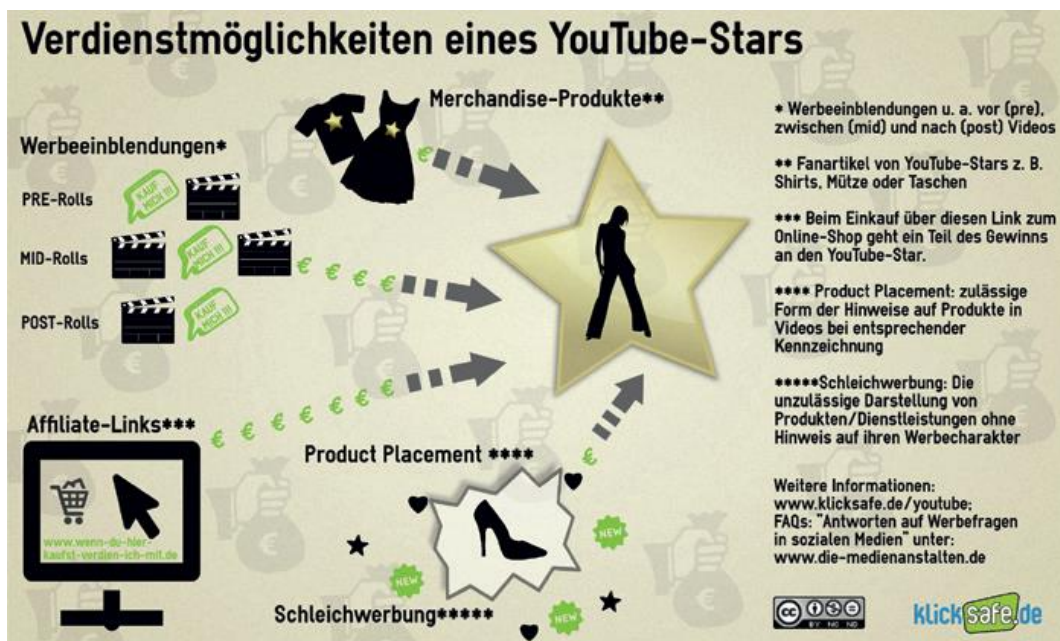 Verdienstmöglichkeiten eines YouTube-Stars
Merchandise-Produkte**
€
Werbeeinblendungen*
PRE-Rolls
KAUF
MICH !!!
MID-Rolls
KAUF
MICH !!!
€ € € €
POST-Rolls
KAUF
MICH !!!
Affiliate-Links***
€ € € € € € €
www.wenn-du-hier-
kaufst-verdien-ich-mit.de
Product Placement ****
€
NEW
NEW
NEW
Schleichwerbung*****
* Werbeeinblendungen u. a. vor (pre),
zwischen (mid) und nach (post) Videos
** Fanartikel von YouTube-Stars z. B.
Shirts, Mütze oder Taschen
*** Beim Einkauf über diesen Link zum
Online-Shop geht ein Teil des Gewinns
an den YouTube-Star.
**** Product Placement: zulässige
Form der Hinweise auf Produkte in
Videos bei entsprechender
Kennzeichnung
*****Schleichwerbung: Die
unzulässige Darstellung von
Produkten/Dienstleistungen ohne
Hinweis auf ihren Werbecharakter
Weitere Informationen:
www.klicksafe.de/youtube;
FAQs: "Antworten auf Werbefragen
in sozialen Medien" unter:
www.die-medienanstalten.de
cc
BY NC ND
klicksafe.de